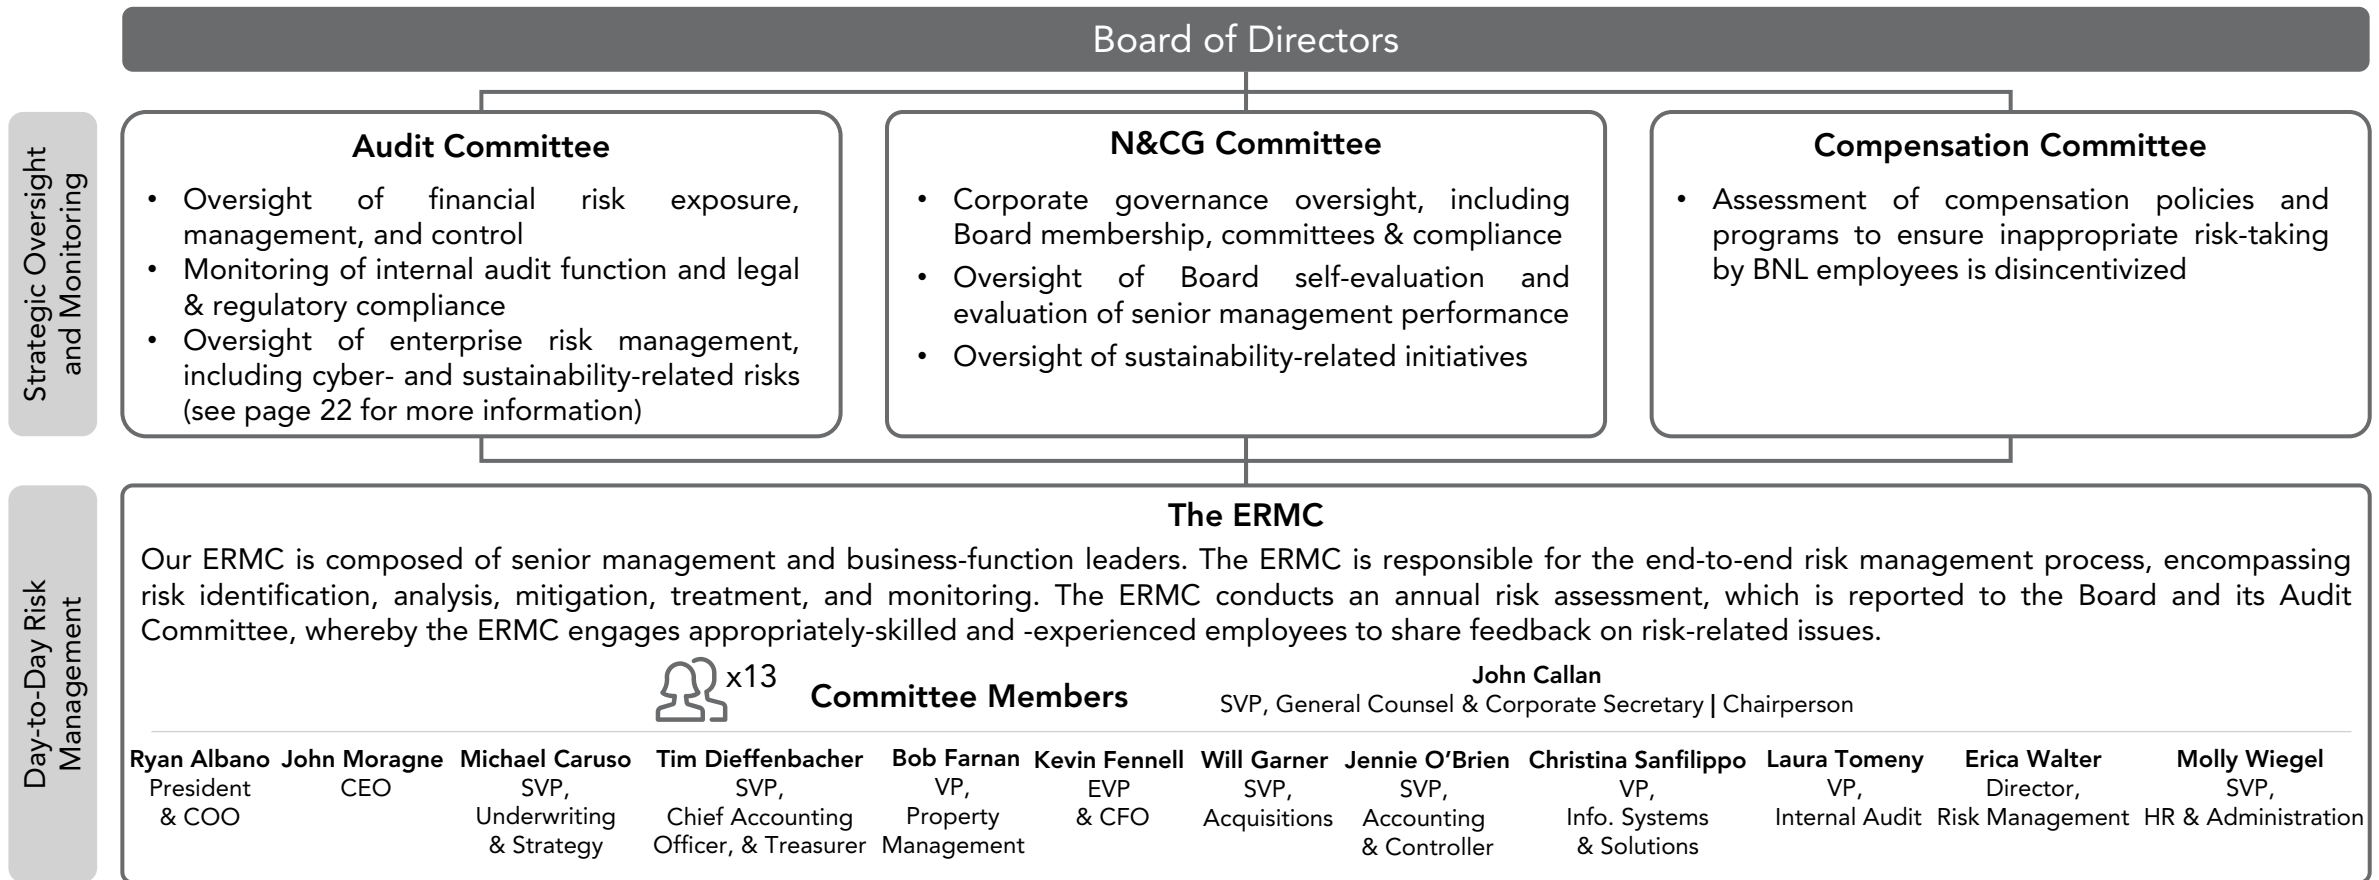 Board of Directors
Strategic Oversight
and Monitoring
Audit Committee
• Oversight of financial risk exposure,
management, and control
• Monitoring of internal audit function and legal
& regulatory compliance
• Oversight of enterprise risk management,
including cyber- and sustainability-related risks
(see page 22 for more information)
N&CG Committee
• Corporate governance oversight, including
Board membership, committees & compliance
• Oversight of Board self-evaluation and
evaluation of senior management performance
• Oversight of sustainability-related initiatives
Compensation Committee
• Assessment of compensation policies and
programs to ensure inappropriate risk-taking
by BNL employees is disincentivized
Day-to-Day Risk
Management
The ERMC
Our ERMC is composed of senior management and business-function leaders. The ERMC is responsible for the end-to-end risk management process, encompassing
risk identification, analysis, mitigation, treatment, and monitoring. The ERMC conducts an annual risk assessment, which is reported to the Board and its Audit
Committee, whereby the ERMC engages appropriately-skilled and -experienced employees to share feedback on risk-related issues.
x13
Committee Members
John Callan
SVP, General Counsel & Corporate Secretary | Chairperson
Ryan Albano
President
& COO
John Moragne
CEO
Michael Caruso
SVP,
Underwriting
& Strategy
Tim Dieffenbacher
SVP,
Chief Accounting
Officer, & Treasurer
Bob Farnan
VP,
Property
Management
Kevin Fennell
EVP
& CFO
Will Garner
SVP,
Acquisitions
Jennie O’Brien
SVP,
Accounting
& Controller
Christina Sanfilippo
VP,
Info. Systems
& Solutions
Laura Tomeny
VP,
Internal Audit
Erica Walter
Director,
Risk Management
Molly Wiegel
SVP,
HR & Administration